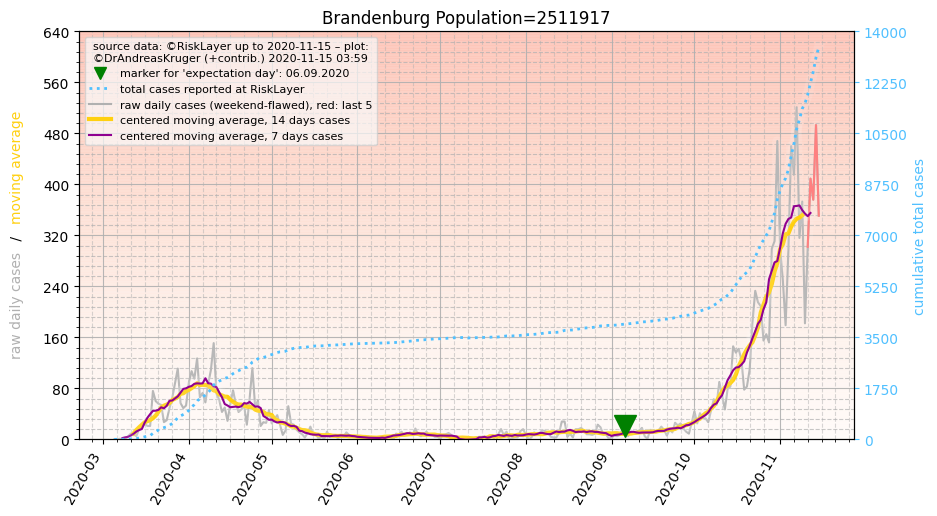 Brandenburg Population=2511917
source data: ©RiskLayer up to 2020-11-15 – plot:
©DrAndreasKruger (+contrib.) 2020-11-15 03:59
marker for 'expectation day': 06.09.2020
total cases reported at RiskLayer
raw daily cases (weekend-flawed), red: last 5
centered moving average, 14 days cases
centered moving average, 7 days cases
raw daily cases / moving average
640
560
480
400
320
240
160
80
0
14000
12250
10500
8750
7000
5250
3500
1750
0
cumulative total cases
2020-03
2020-04
2020-05
2020-06
2020-07
2020-08
2020-09
2020-10
2020-11